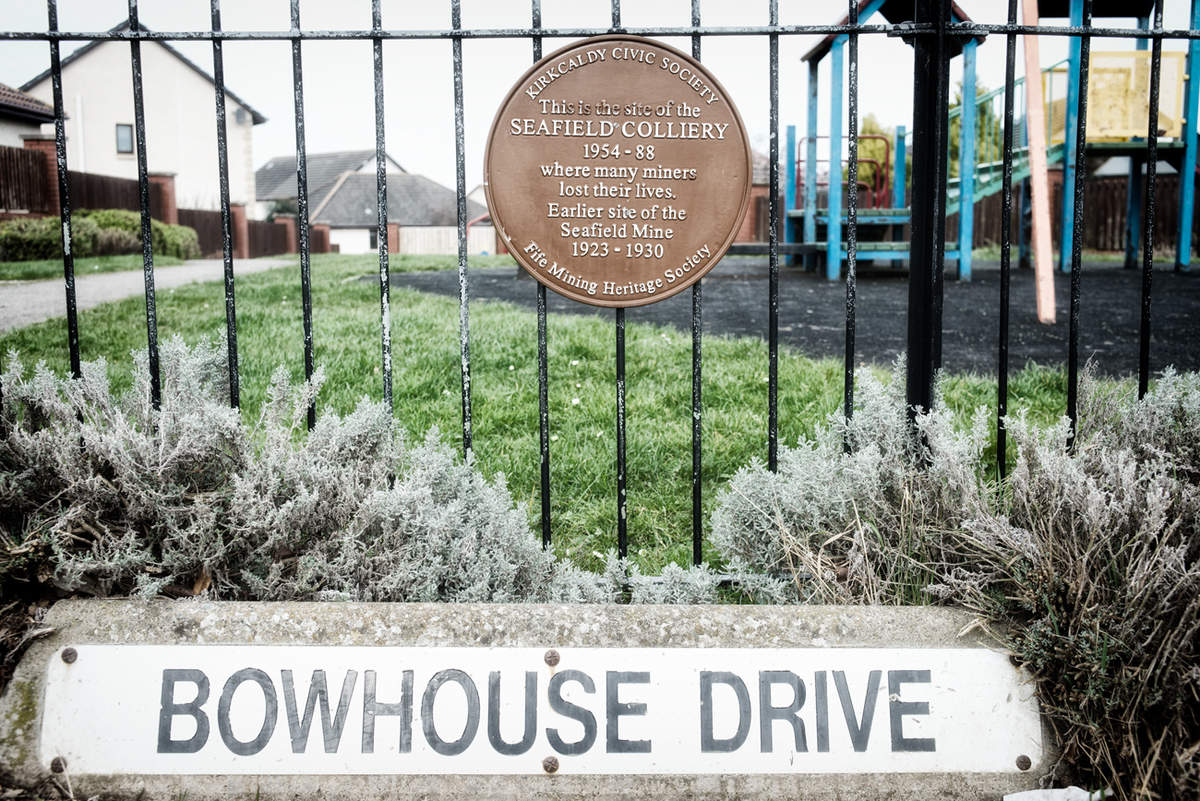 KIRKCALDY CIVIC SOCIETY
This is the site of the
SEAFIELD COLLIERY
1954 - 88
where many miners
lost their lives.
Earlier site of the
Seafield Mine
1923 - 1930
Fife Mining Heritage Society
BOWHOUSE DRIVE